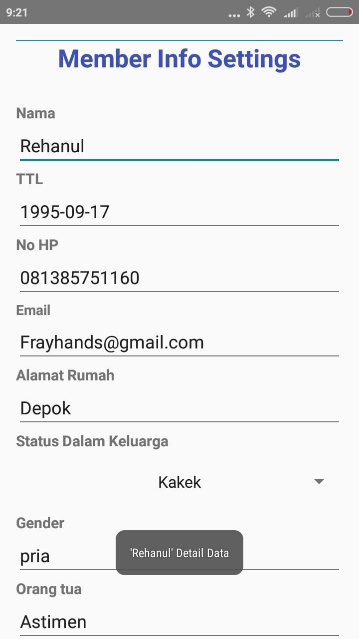 9:21
Member Info Settings
Nama
Rehanul
TTL
1995-09-17
No HP
081385751160
Email
Frayhands@gmail.com
Alamat Rumah
Depok
Status Dalam Keluarga
Kakek
Gender
pria
'Rehanul' Detail Data
Orang tua
Astimen